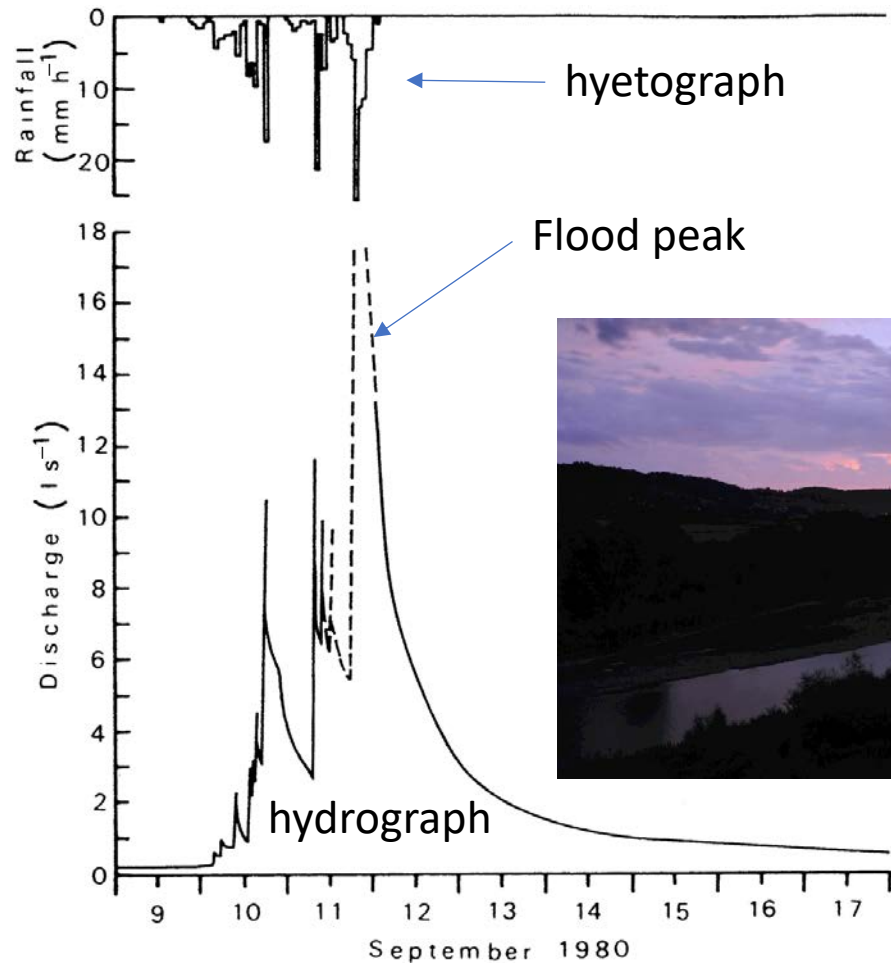 Rainfall
(mm h⁻¹)
0
10
20
hyetograph
Flood peak
Discharge (l s⁻¹)
18
16
14
12
10
8
6
4
2
0
hydrograph
9 10 11 12 13 14 15 16 17
September 1980